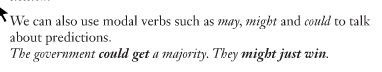 We can also use modal verbs such as may, might and could to talk
about predictions.
The government could get a majority. They might just win.